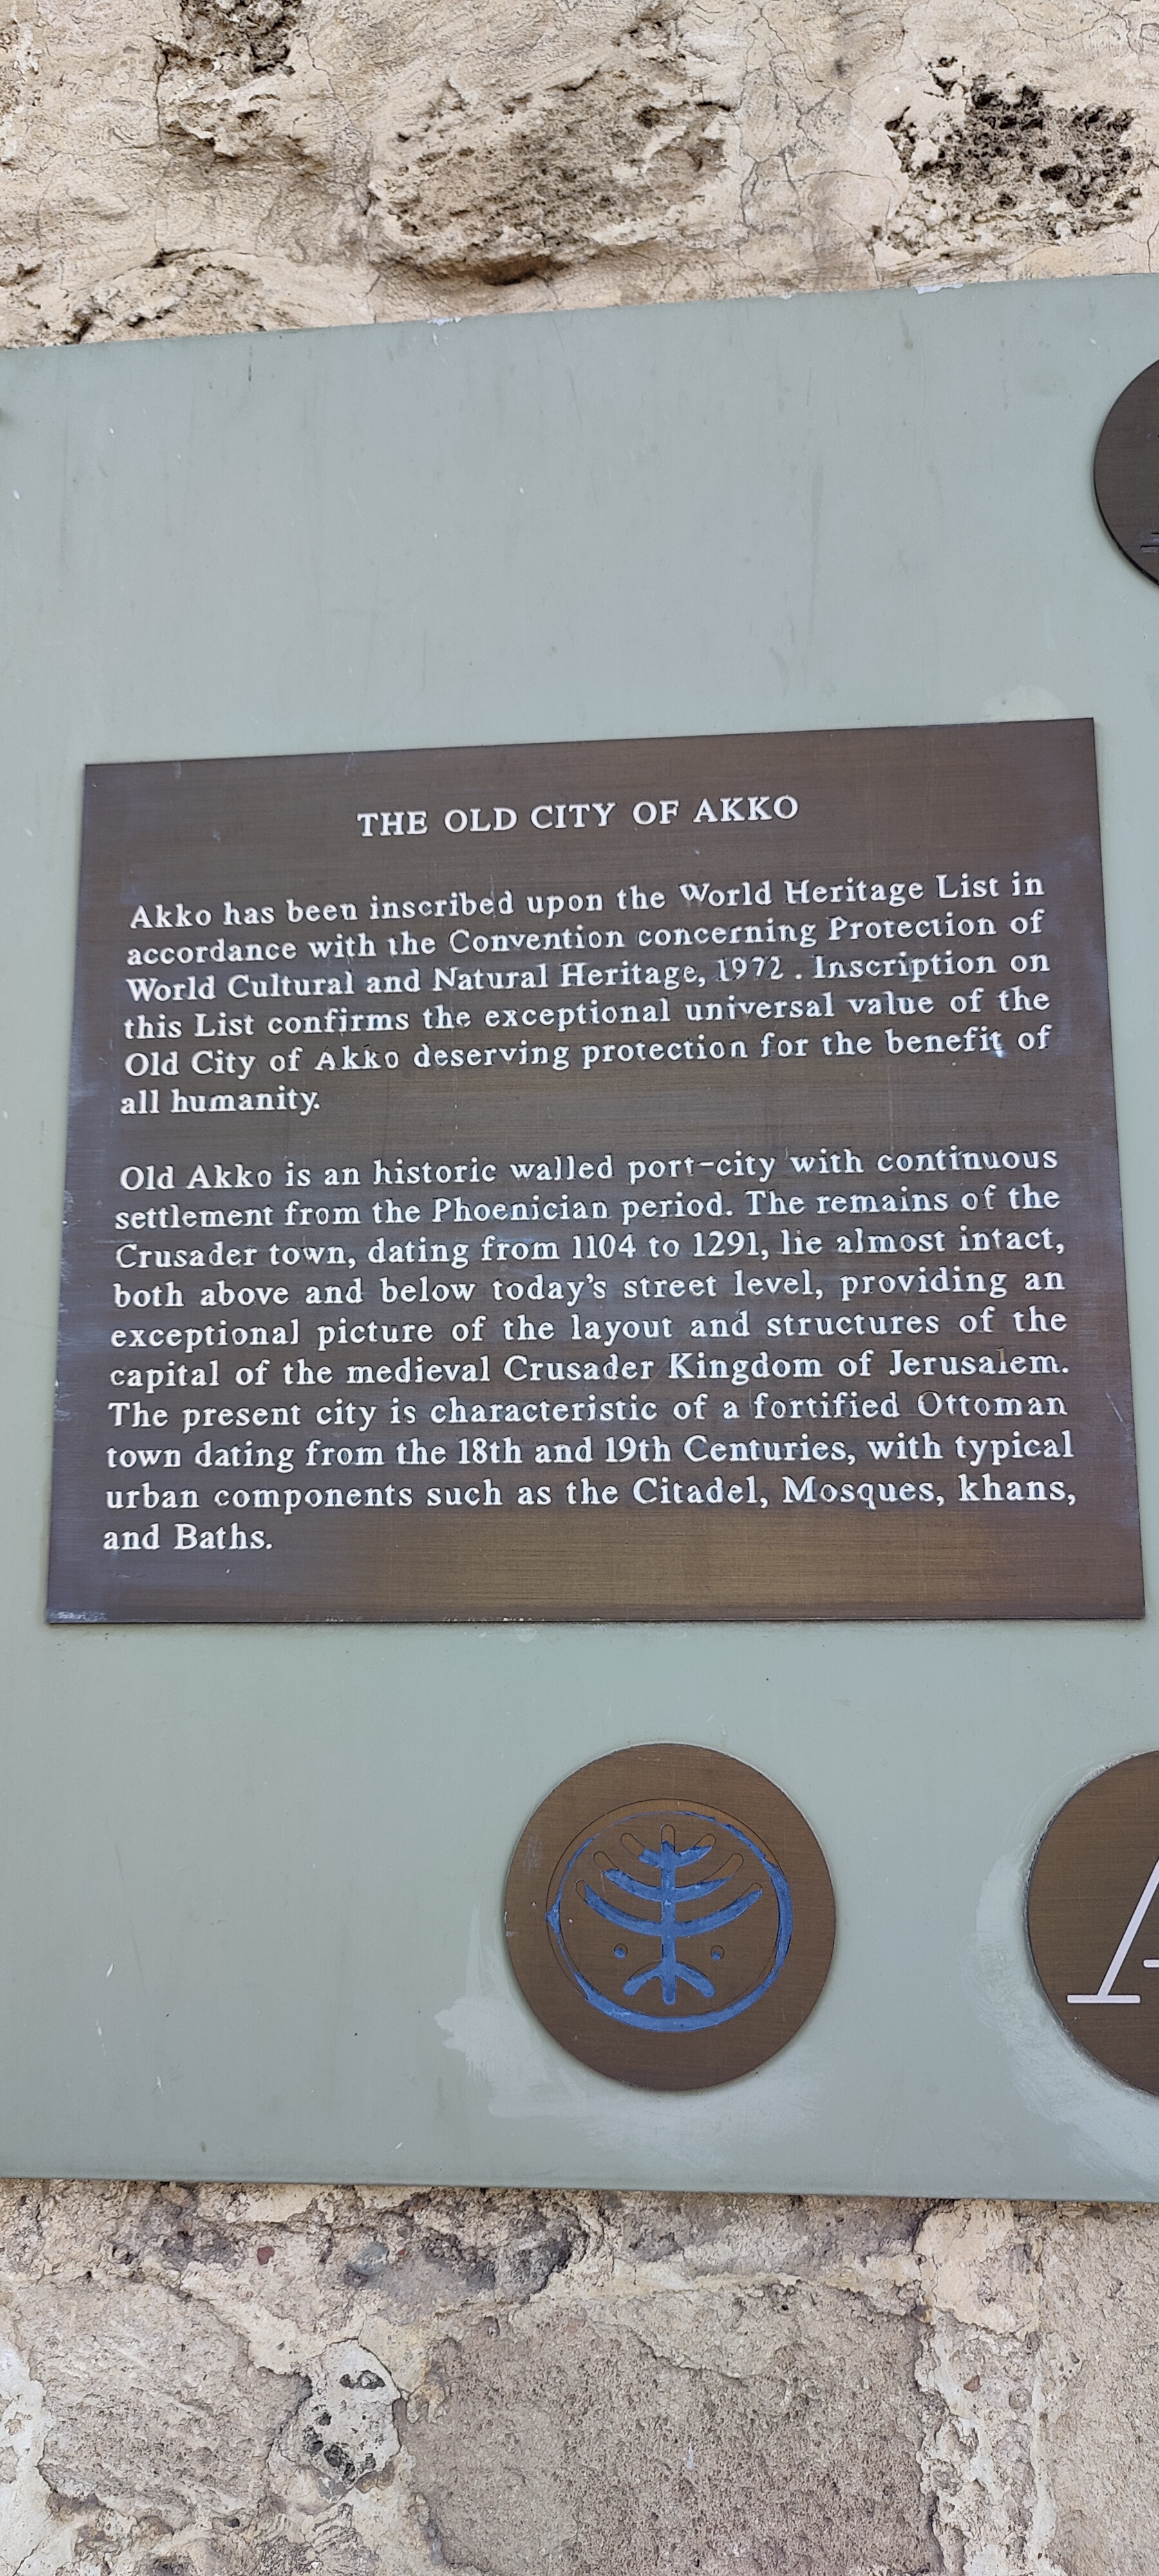 THE OLD CITY OF AKKO
Akko has been inscribed upon the World Heritage List in
accordance with the Convention concerning Protection of
World Cultural and Natural Heritage, 1972 . Inscription on
this List confirms the exceptional universal value of the
Old City of Akko deserving protection for the benefit of
all humanity.
Old Akko is an historic walled port-city with continuous
settlement from the Phoenician period. The remains of the
Crusader town, dating from 1104 to 1291, lie almost intact,
both above and below today's street level, providing an
exceptional picture of the layout and structures of the
capital of the medieval Crusader Kingdom of Jerusalem.
The present city is characteristic of a fortified Ottoman
town dating from the 18th and 19th Centuries, with typical
urban components such as the Citadel, Mosques, khans,
and Baths.